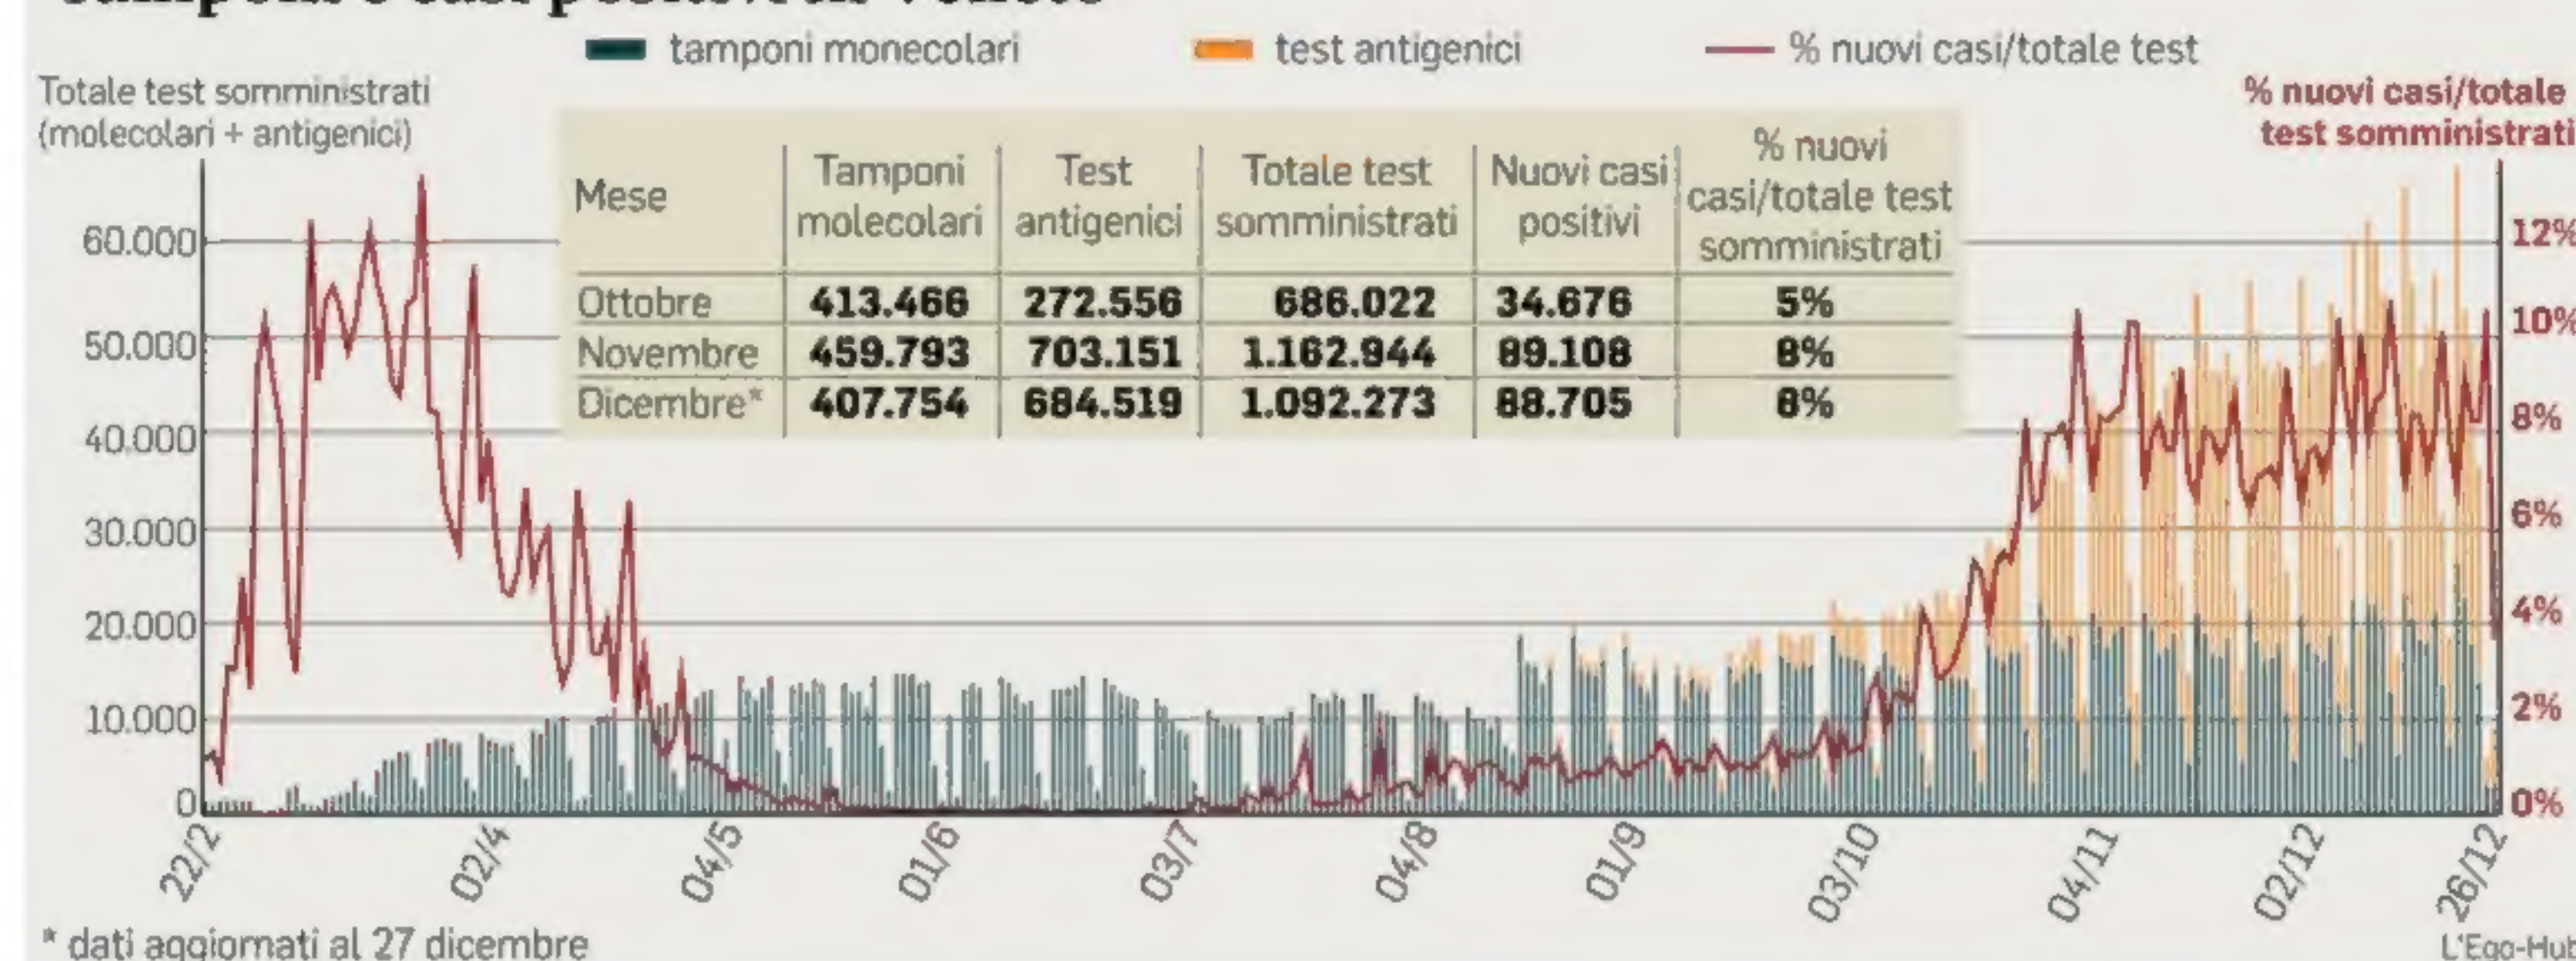 tamponi monecolari
test antigenici
% nuovi casi/totale test
Totale test somministrati
(molecolari + antigenici)
% nuovi casi/totale
test somministrati
Mese
Tamponi
molecolari
Test
antigenici
Totale test
somministrati
Nuovi casi
positivi
% nuovi
casi/totale test
somministrati
Ottobre 413.466 272.556 686.022 34.676 5%
Novembre 459.793 703.151 1.162.944 89.108 8%
Dicembre* 407.754 684.519 1.092.273 88.705 8%
60.000
50.000
40.000
30.000
20.000
10.000
0
12%
10%
8%
6%
4%
2%
0%
22/2
02/4
04/5
01/6
03/7
04/8
01/9
03/10
04/11
02/12
26/12
* dati aggiornati al 27 dicembre
L'Ego-Hub